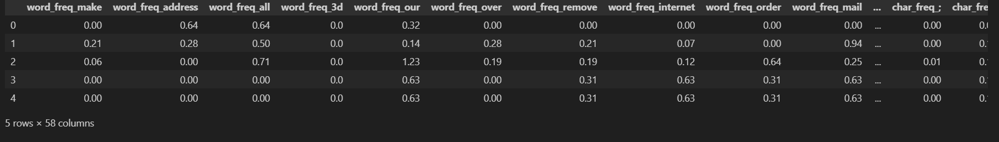 word_freq_make word_freq_address word_freq_all word_freq_3d word_freq_our word_freq_over word_freq_remove word_freq_internet word_freq_order word_freq_mail ... char_freq_;
0 0.00 0.64 0.64 0.0 0.32 0.00 0.00 0.00 0.00 0.00 ... 0.00
1 0.21 0.28 0.50 0.0 0.14 0.28 0.21 0.07 0.00 0.94 ... 0.00
2 0.06 0.00 0.71 0.0 1.23 0.19 0.19 0.12 0.64 0.25 ... 0.01
3 0.00 0.00 0.00 0.0 0.63 0.00 0.31 0.63 0.31 0.63 ... 0.00
4 0.00 0.00 0.00 0.0 0.63 0.00 0.31 0.63 0.31 0.63 ... 0.00
5 rows × 58 columns